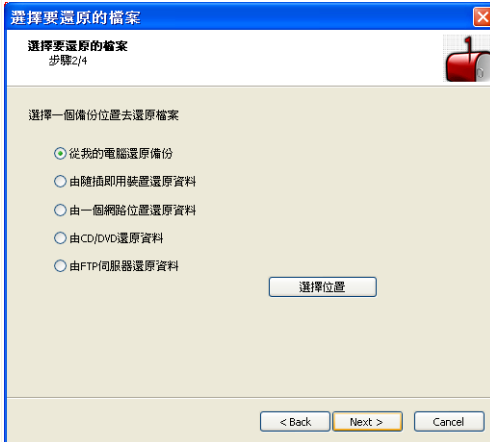 選擇要還原的檔案
選擇要還原的檔案
步驟2/4
選擇一個備份位置去還原檔案
從我的電腦還原備份
由隨插即用裝置還原資料
由一個網路位置還原資料
由CD/DVD還原資料
由FTP伺服器還原資料
選擇位置
< Back Next > Cancel